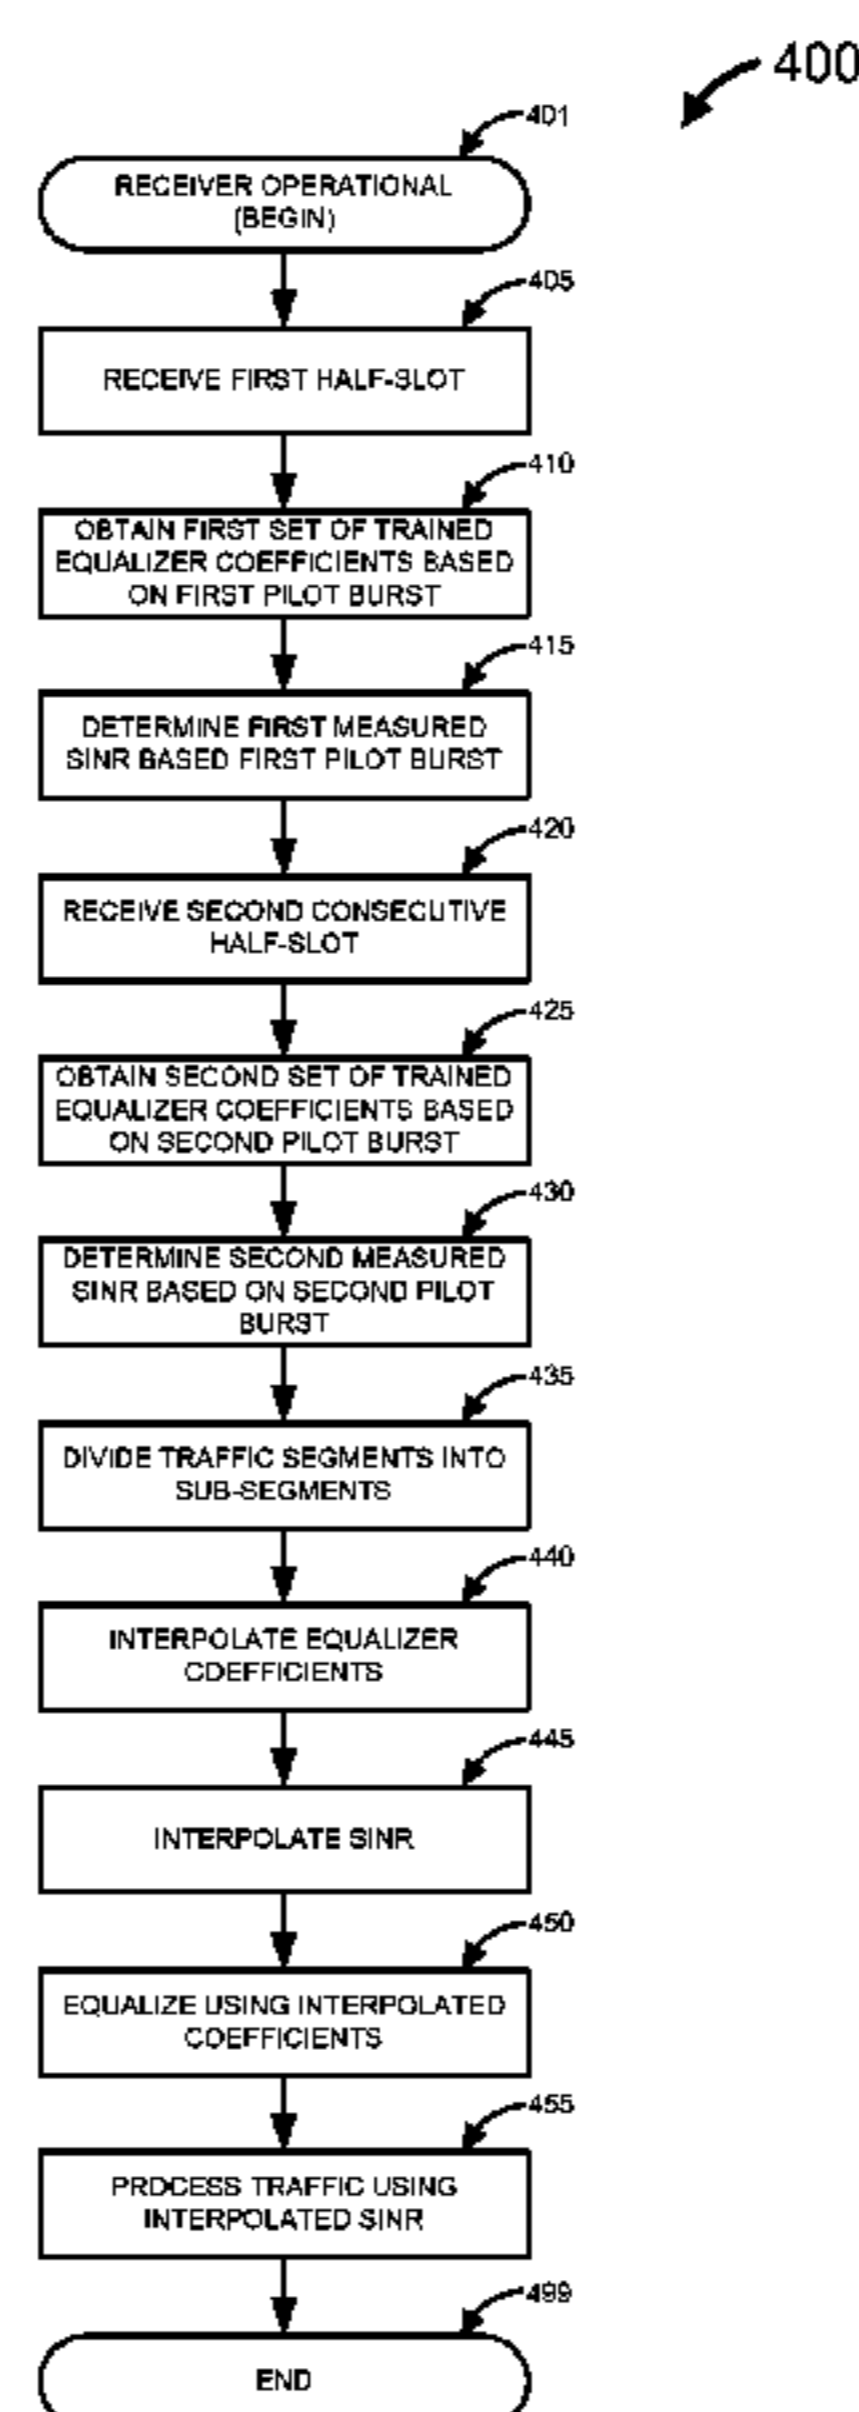 400
401
RECEIVER OPERATIONAL
(BEGIN)
405
RECEIVE FIRST HALF-SLOT
410
OBTAIN FIRST SET OF TRAINED
EQUALIZER COEFFICIENTS BASED
ON FIRST PILOT BURST
415
DETERMINE FIRST MEASURED
SINR BASED FIRST PILOT BURST
420
RECEIVE SECOND CONSECUTIVE
HALF-SLOT
425
OBTAIN SECOND SET OF TRAINED
EQUALIZER COEFFICIENTS BASED
ON SECOND PILOT BURST
430
DETERMINE SECOND MEASURED
SINR BASED ON SECOND PILOT
BURST
435
DIVIDE TRAFFIC SEGMENTS INTO
SUB-SEGMENTS
440
INTERPOLATE EQUALIZER
COEFFICIENTS
445
INTERPOLATE SINR
450
EQUALIZE USING INTERPOLATED
COEFFICIENTS
455
PROCESS TRAFFIC USING
INTERPOLATED SINR
499
END